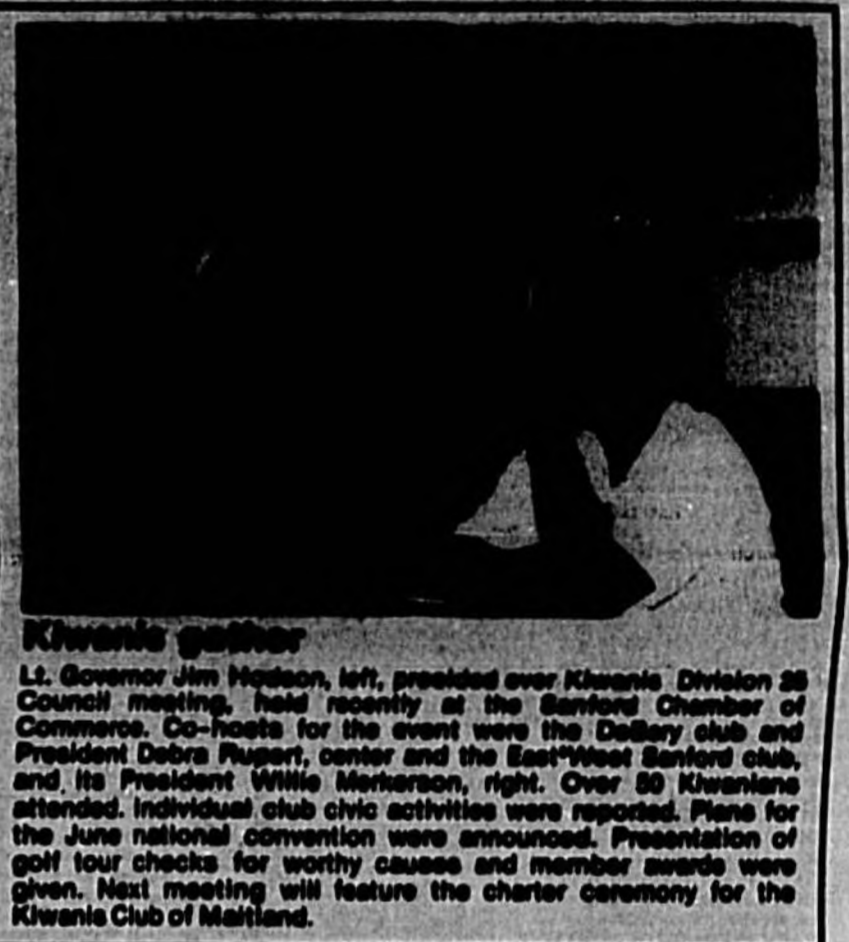 Kiwanis gather
Lt. Governor Jim Hodson, left, presided over Kiwanis Division 25
Council meeting, held recently at the Sanford Chamber of
Commerce. Co-hosts for the event were the DeBary club and
President Debra Rupert, center and the East-West Sanford club,
and its President Willie Merkerson, right. Over 50 Kiwanians
attended. Individual club civic activities were reported. Plans for
the June national convention were announced. Presentation of
golf tour checks for worthy causes and member awards were
given. Next meeting will feature the charter ceremony for the
Kiwanis Club of Maitland.